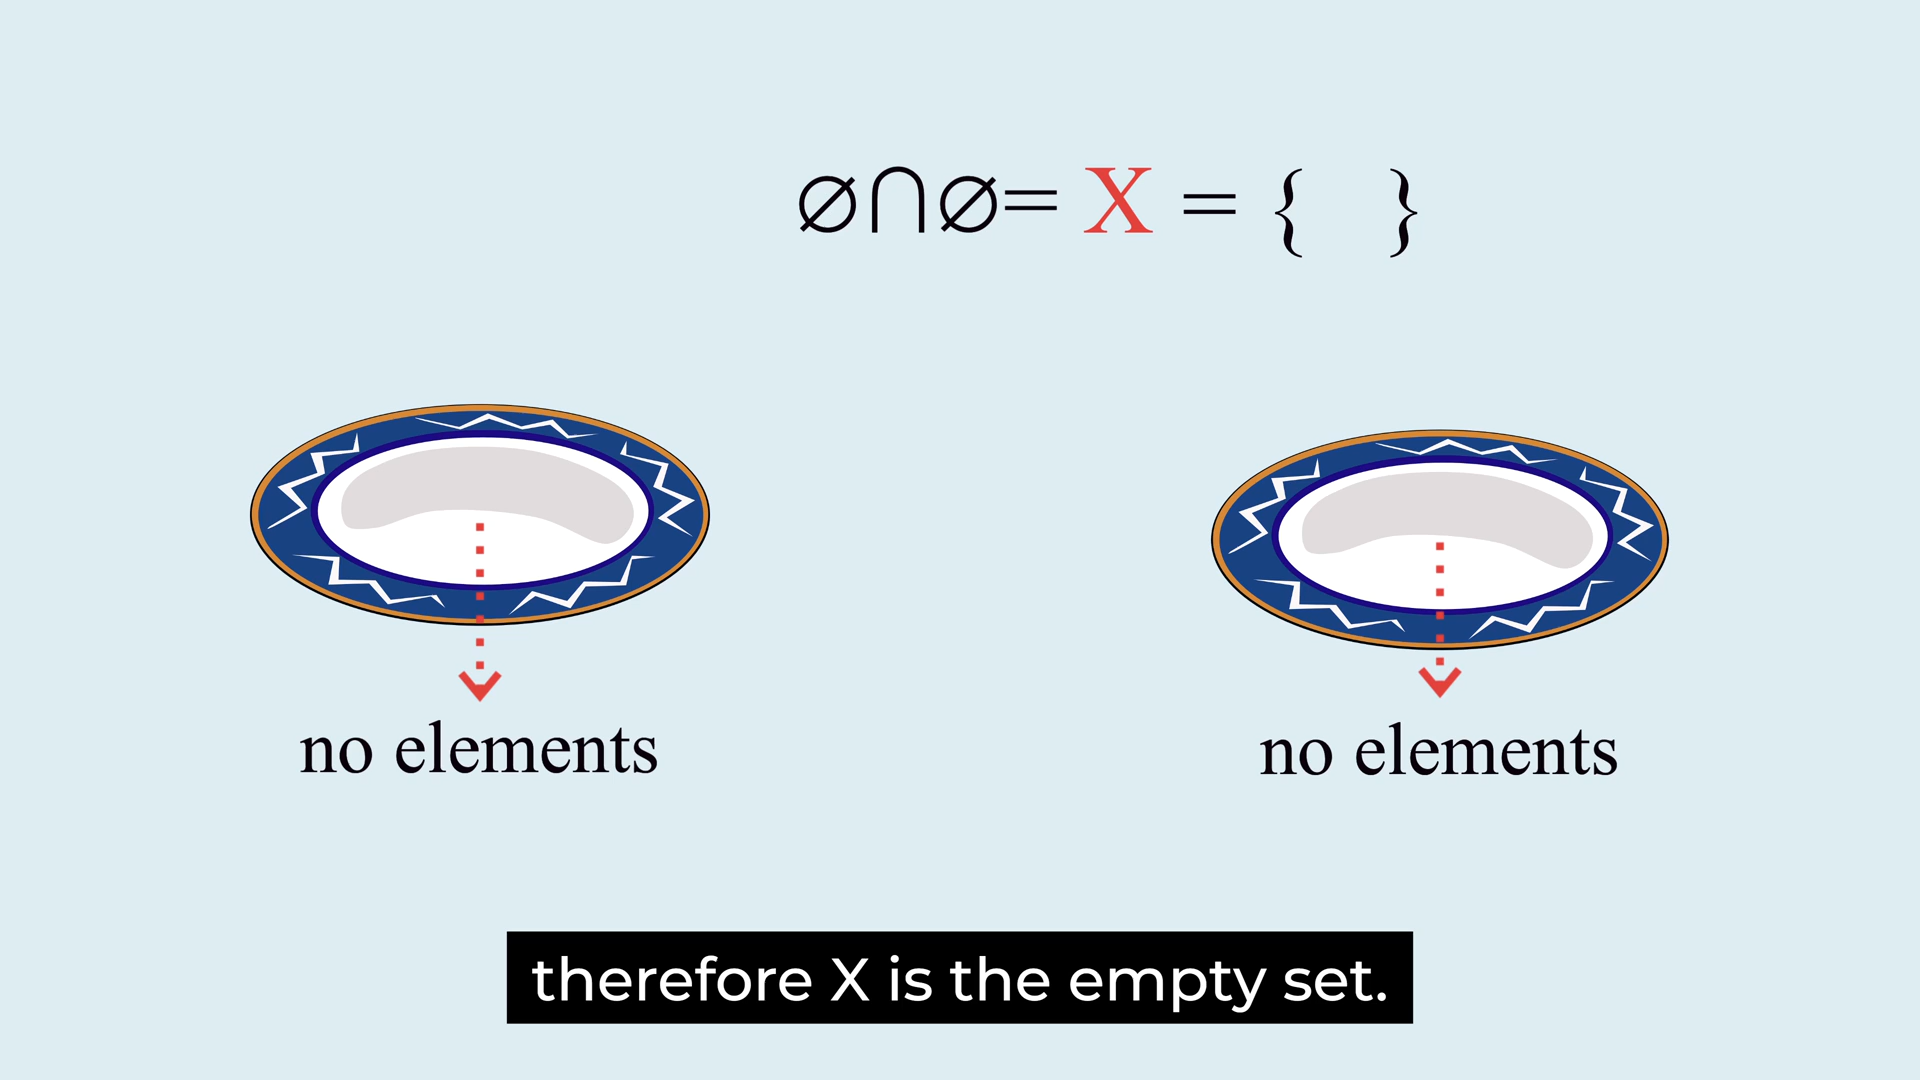 ∅∩∅= X = { }
no elements
no elements
therefore X is the empty set.